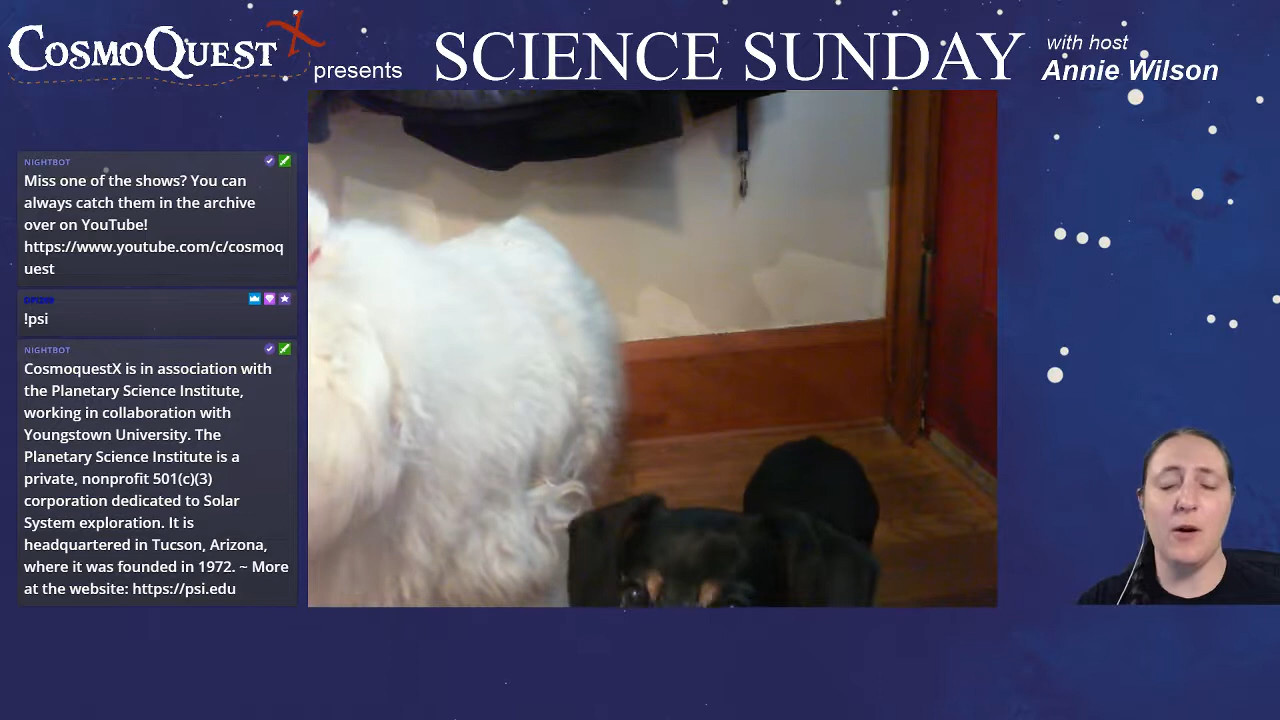 CosmoQuest X
presents
SCIENCE SUNDAY
with host
Annie Wilson
NIGHTBOT
Miss one of the shows? You can
always catch them in the archive
over on YouTube!
https://www.youtube.com/c/cosmoq
uest
!psi
NIGHTBOT
CosmoquestX is in association with
the Planetary Science Institute,
working in collaboration with
Youngstown University. The
Planetary Science Institute is a
private, nonprofit 501(c)(3)
corporation dedicated to Solar
System exploration. It is
headquartered in Tucson, Arizona,
where it was founded in 1972. ~ More
at the website: https://psi.edu